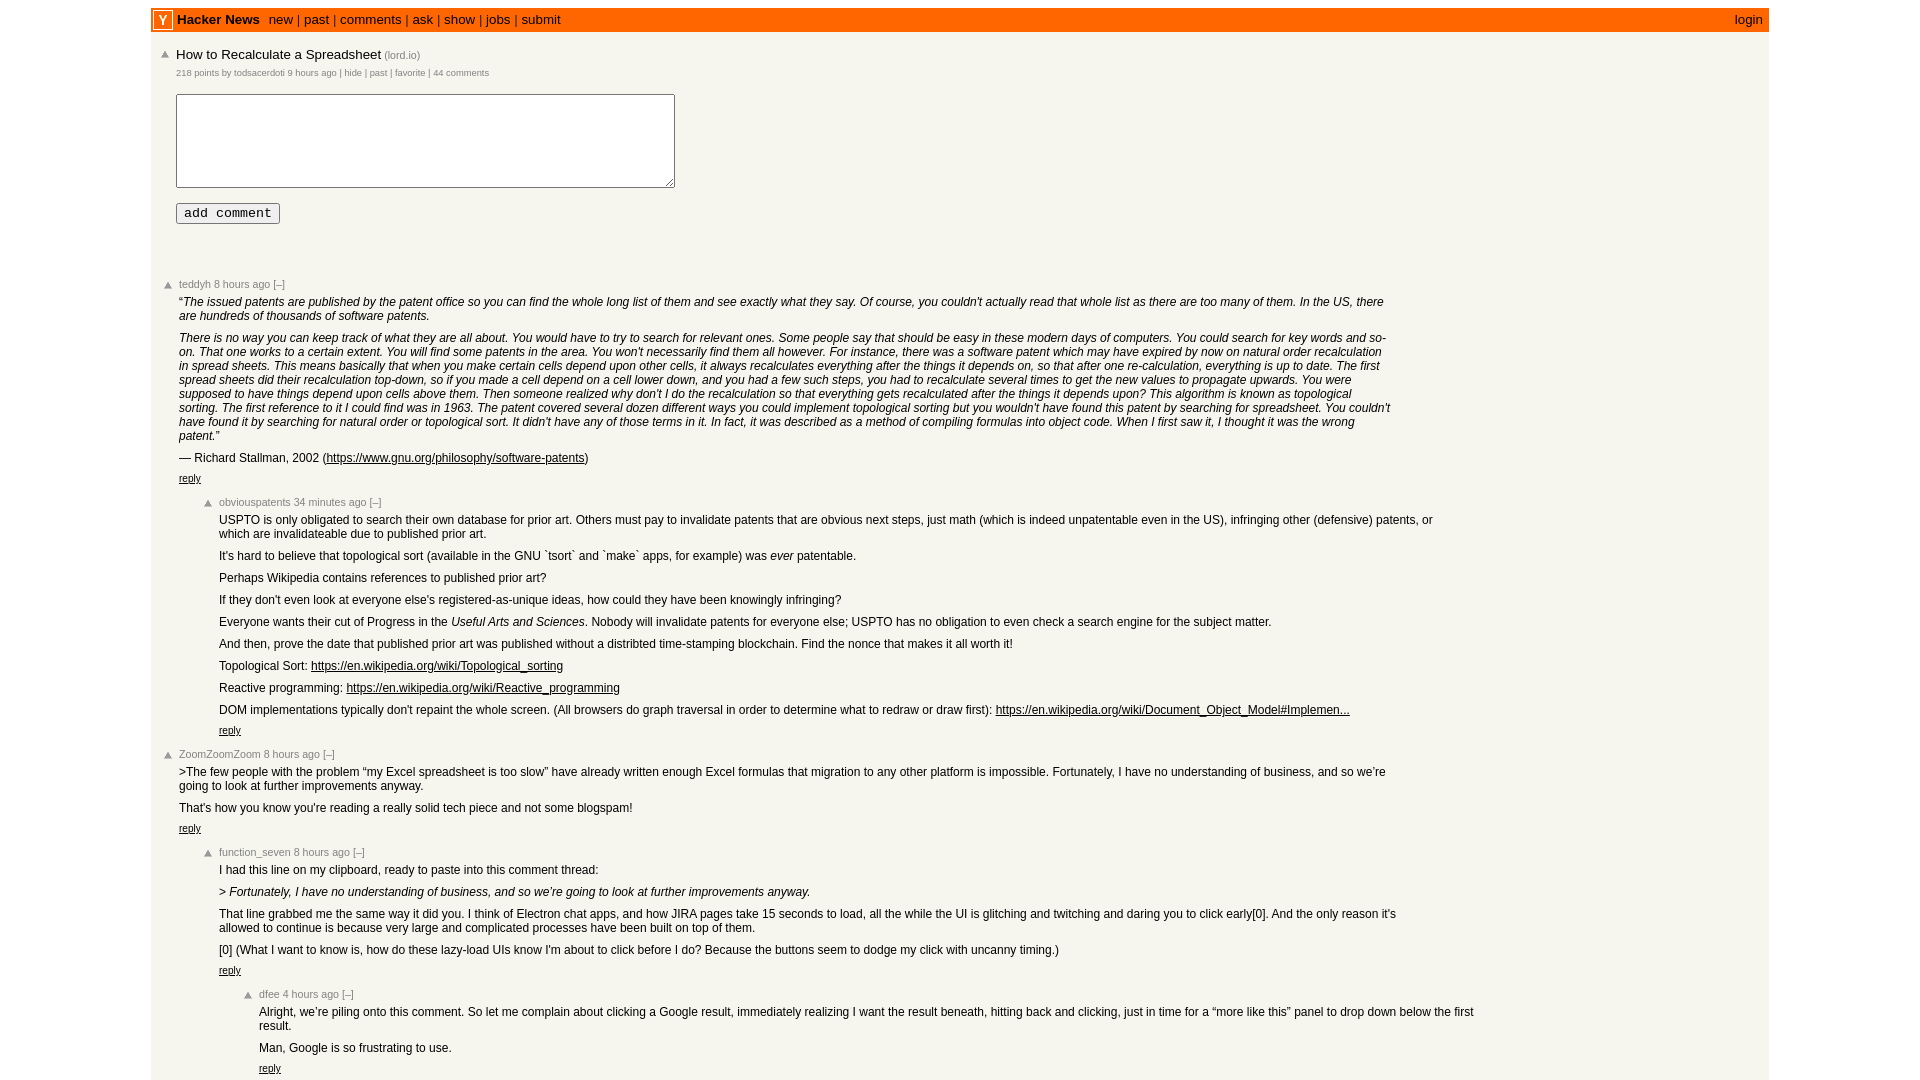 Y Hacker News new | past | comments | ask | show | jobs | submit login
How to Recalculate a Spreadsheet (lord.io)
218 points by todsacerdoti 9 hours ago | hide | past | favorite | 44 comments
add comment
teddyh 8 hours ago [–]
“The issued patents are published by the patent office so you can find the whole long list of them and see exactly what they say. Of course, you couldn't actually read that whole list as there are too many of them. In the US, there
are hundreds of thousands of software patents.
There is no way you can keep track of what they are all about. You would have to try to search for relevant ones. Some people say that should be easy in these modern days of computers. You could search for key words and so-
on. That one works to a certain extent. You will find some patents in the area. You won't necessarily find them all however. For instance, there was a software patent which may have expired by now on natural order recalculation
in spread sheets. This means basically that when you make certain cells depend upon other cells, it always recalculates everything after the things it depends on, so that after one re-calculation, everything is up to date. The first
spread sheets did their recalculation top-down, so if you made a cell depend on a cell lower down, and you had a few such steps, you had to recalculate several times to get the new values to propagate upwards. You were
supposed to have things depend upon cells above them. Then someone realized why don't I do the recalculation so that everything gets recalculated after the things it depends upon? This algorithm is known as topological
sorting. The first reference to it I could find was in 1963. The patent covered several dozen different ways you could implement topological sorting but you wouldn't have found this patent by searching for spreadsheet. You couldn't
have found it by searching for natural order or topological sort. It didn't have any of those terms in it. In fact, it was described as a method of compiling formulas into object code. When I first saw it, I thought it was the wrong
patent.”
— Richard Stallman, 2002 (https://www.gnu.org/philosophy/software-patents)
reply
obviouspatents 34 minutes ago [–]
USPTO is only obligated to search their own database for prior art. Others must pay to invalidate patents that are obvious next steps, just math (which is indeed unpatentable even in the US), infringing other (defensive) patents, or
which are invalidateable due to published prior art.
It's hard to believe that topological sort (available in the GNU `tsort` and `make` apps, for example) was ever patentable.
Perhaps Wikipedia contains references to published prior art?
If they don't even look at everyone else's registered-as-unique ideas, how could they have been knowingly infringing?
Everyone wants their cut of Progress in the Useful Arts and Sciences. Nobody will invalidate patents for everyone else; USPTO has no obligation to even check a search engine for the subject matter.
And then, prove the date that published prior art was published without a distribted time-stamping blockchain. Find the nonce that makes it all worth it!
Topological Sort: https://en.wikipedia.org/wiki/Topological_sorting
Reactive programming: https://en.wikipedia.org/wiki/Reactive_programming
DOM implementations typically don't repaint the whole screen. (All browsers do graph traversal in order to determine what to redraw or draw first): https://en.wikipedia.org/wiki/Document_Object_Model#Implemen...
reply
ZoomZoomZoom 8 hours ago [–]
>The few people with the problem “my Excel spreadsheet is too slow” have already written enough Excel formulas that migration to any other platform is impossible. Fortunately, I have no understanding of business, and so we’re
going to look at further improvements anyway.
That's how you know you're reading a really solid tech piece and not some blogspam!
reply
function_seven 8 hours ago [–]
I had this line on my clipboard, ready to paste into this comment thread:
> Fortunately, I have no understanding of business, and so we’re going to look at further improvements anyway.
That line grabbed me the same way it did you. I think of Electron chat apps, and how JIRA pages take 15 seconds to load, all the while the UI is glitching and twitching and daring you to click early[0]. And the only reason it's
allowed to continue is because very large and complicated processes have been built on top of them.
[0] (What I want to know is, how do these lazy-load UIs know I'm about to click before I do? Because the buttons seem to dodge my click with uncanny timing.)
reply
dfee 4 hours ago [–]
Alright, we’re piling onto this comment. So let me complain about clicking a Google result, immediately realizing I want the result beneath, hitting back and clicking, just in time for a “more like this” panel to drop down below the first
result.
Man, Google is so frustrating to use.
reply